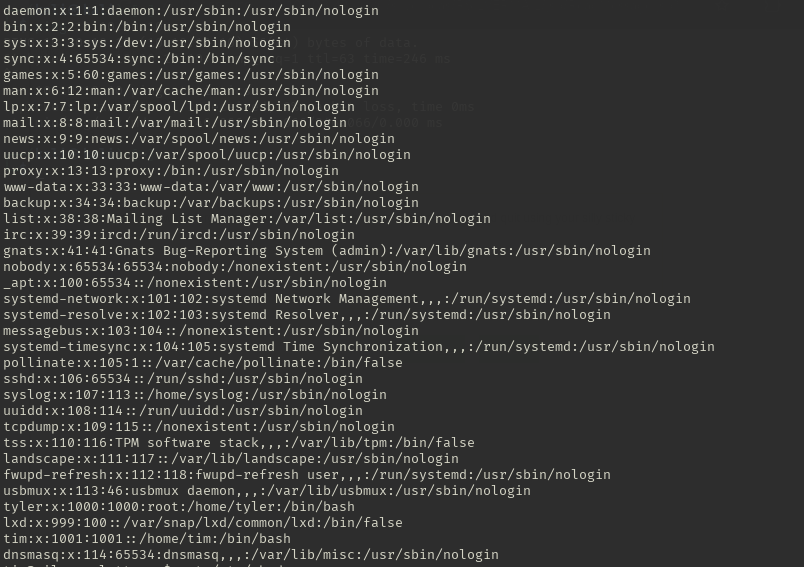 daemon:x:1:1:daemon:/usr/sbin:/usr/sbin/nologin
bin:x:2:2:bin:/bin:/usr/sbin/nologin
sys:x:3:3:sys:/dev:/usr/sbin/nologin
sync:x:4:65534:sync:/bin:/bin/sync
games:x:5:60:games:/usr/games:/usr/sbin/nologin
man:x:6:12:man:/var/cache/man:/usr/sbin/nologin
lp:x:7:7:lp:/var/spool/lpd:/usr/sbin/nologin
mail:x:8:8:mail:/var/mail:/usr/sbin/nologin
news:x:9:9:news:/var/spool/news:/usr/sbin/nologin
uucp:x:10:10:uucp:/var/spool/uucp:/usr/sbin/nologin
proxy:x:13:13:proxy:/bin:/usr/sbin/nologin
www-data:x:33:33:www-data:/var/www:/usr/sbin/nologin
backup:x:34:34:backup:/var/backups:/usr/sbin/nologin
list:x:38:38:Mailing List Manager:/var/list:/usr/sbin/nologin
irc:x:39:39:ircd:/run/ircd:/usr/sbin/nologin
gnats:x:41:41:Gnats Bug-Reporting System (admin):/var/lib/gnats:/usr/sbin/nologin
nobody:x:65534:65534:nobody:/nonexistent:/usr/sbin/nologin
_apt:x:100:65534::/nonexistent:/usr/sbin/nologin
systemd-network:x:101:102:systemd Network Management,,,:/run/systemd:/usr/sbin/nologin
systemd-resolve:x:102:103:systemd Resolver,,,:/run/systemd:/usr/sbin/nologin
messagebus:x:103:104::/nonexistent:/usr/sbin/nologin
systemd-timesync:x:104:105:systemd Time Synchronization,,,:/run/systemd:/usr/sbin/nologin
pollinate:x:105:1::/var/cache/pollinate:/bin/false
sshd:x:106:65534::/run/sshd:/usr/sbin/nologin
syslog:x:107:113::/home/syslog:/usr/sbin/nologin
uuidd:x:108:114::/run/uuidd:/usr/sbin/nologin
tcpdump:x:109:115::/nonexistent:/usr/sbin/nologin
tss:x:110:116:TPM software stack,,,:/var/lib/tpm:/bin/false
landscape:x:111:117::/var/lib/landscape:/usr/sbin/nologin
fwupd-refresh:x:112:118:fwupd-refresh user,,,:/run/systemd:/usr/sbin/nologin
usbmux:x:113:46:usbmux daemon,,,:/var/lib/usbmux:/usr/sbin/nologin
tyler:x:1000:1000:root:/home/tyler:/bin/bash
lxd:x:999:100::/var/snap/lxd/common/lxd:/bin/false
tim:x:1001:1001::/home/tim:/bin/bash
dnsmasq:x:114:65534:dnsmasq,,,:/var/lib/misc:/usr/sbin/nologin